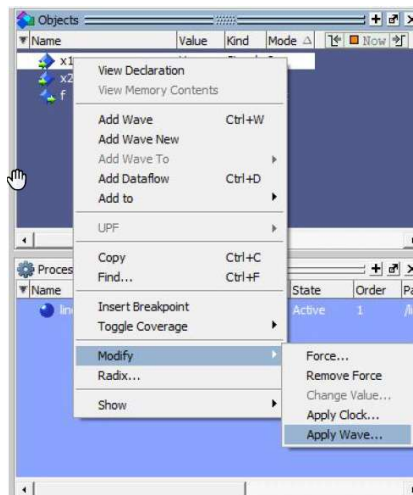 Objects
Name Value Kind Mode Now
x1
x2
f
View Declaration
View Memory Contents
Add Wave Ctrl+W
Add Wave New
Add Wave To
Add Dataflow Ctrl+D
Add to
UPF
Copy Ctrl+C
Find... Ctrl+F
Insert Breakpoint
Toggle Coverage
Modify
Radix...
Show
Name State Order
Active 1
Force...
Remove Force
Change Value...
Apply Clock...
Apply Wave...